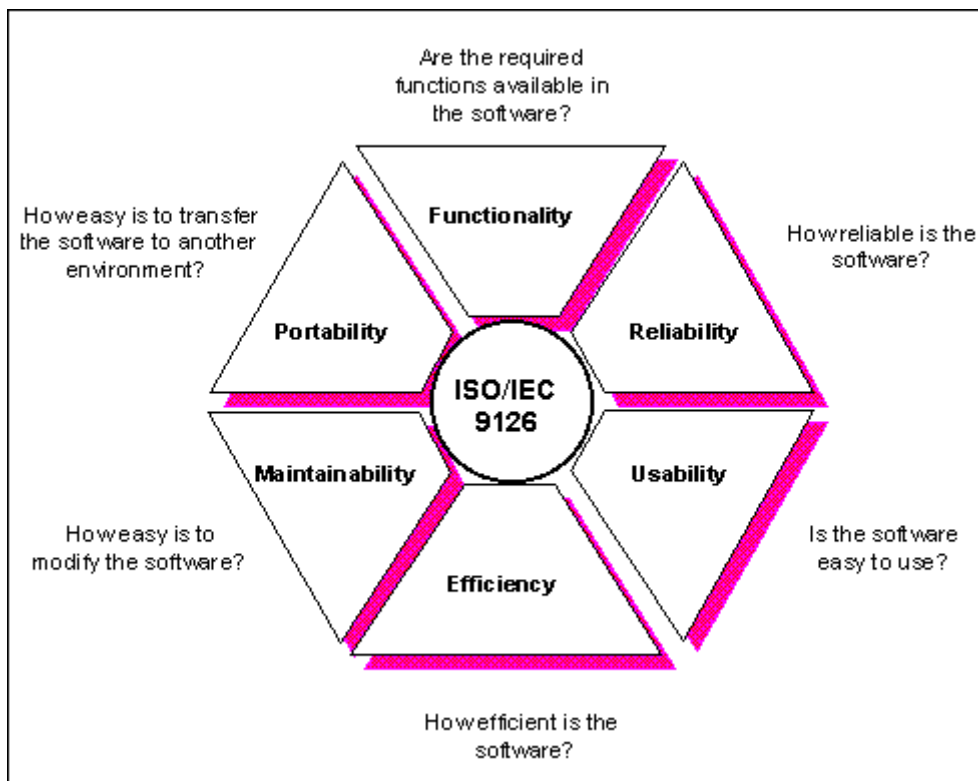 Are the required
functions available in
the software?
Functionality
How easy is to transfer
the software to another
environment?
Portability
How reliable is the
software?
Reliability
ISO/IEC
9126
Maintainability
How easy is to
modify the software?
Usability
Is the software
easy to use?
Efficiency
How efficient is the
software?